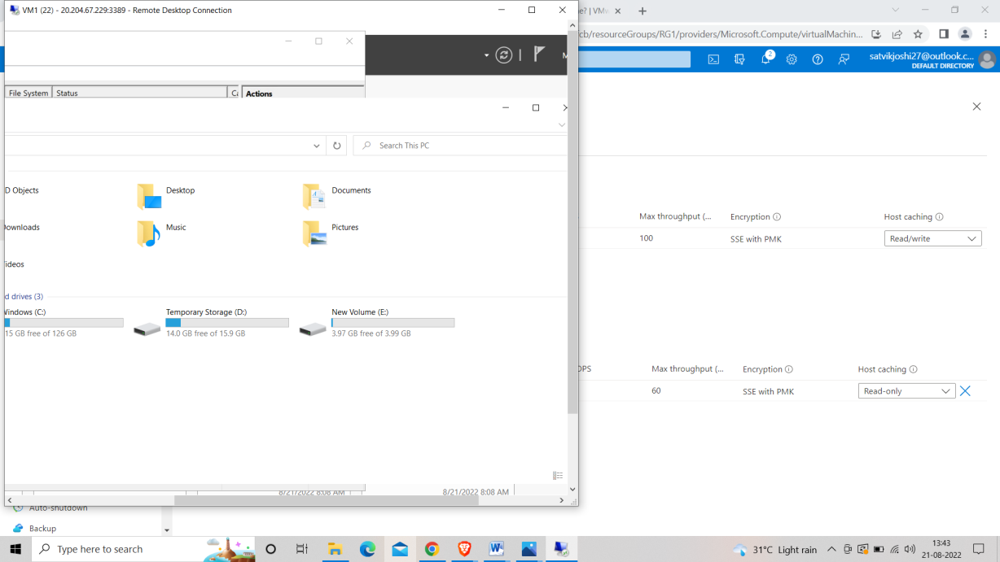 VM1 (22) - 20.204.67.229:3389 - Remote Desktop Connection
e? | VMw
cb/resourceGroups/RG1/providers/Microsoft.Compute/virtualMachin...
satvikjoshi27@outlook.c...
DEFAULT DIRECTORY
2
M
File System Status Ca Actions
Search This PC
D Objects Desktop Documents
Downloads Music Pictures
ideos
d drives (3)
Windows (C:) Temporary Storage (D:) New Volume (E:)
15 GB free of 126 GB 14.0 GB free of 15.9 GB 3.97 GB free of 3.99 GB
Max throughput (... Encryption Host caching
100 SSE with PMK Read/write
OPS Max throughput (... Encryption Host caching
60 SSE with PMK Read-only
8/21/2022 8:08 AM 8/21/2022 8:08 AM
Auto-shutdown
Backup
Type here to search
31°C Light rain
13:43
21-08-2022